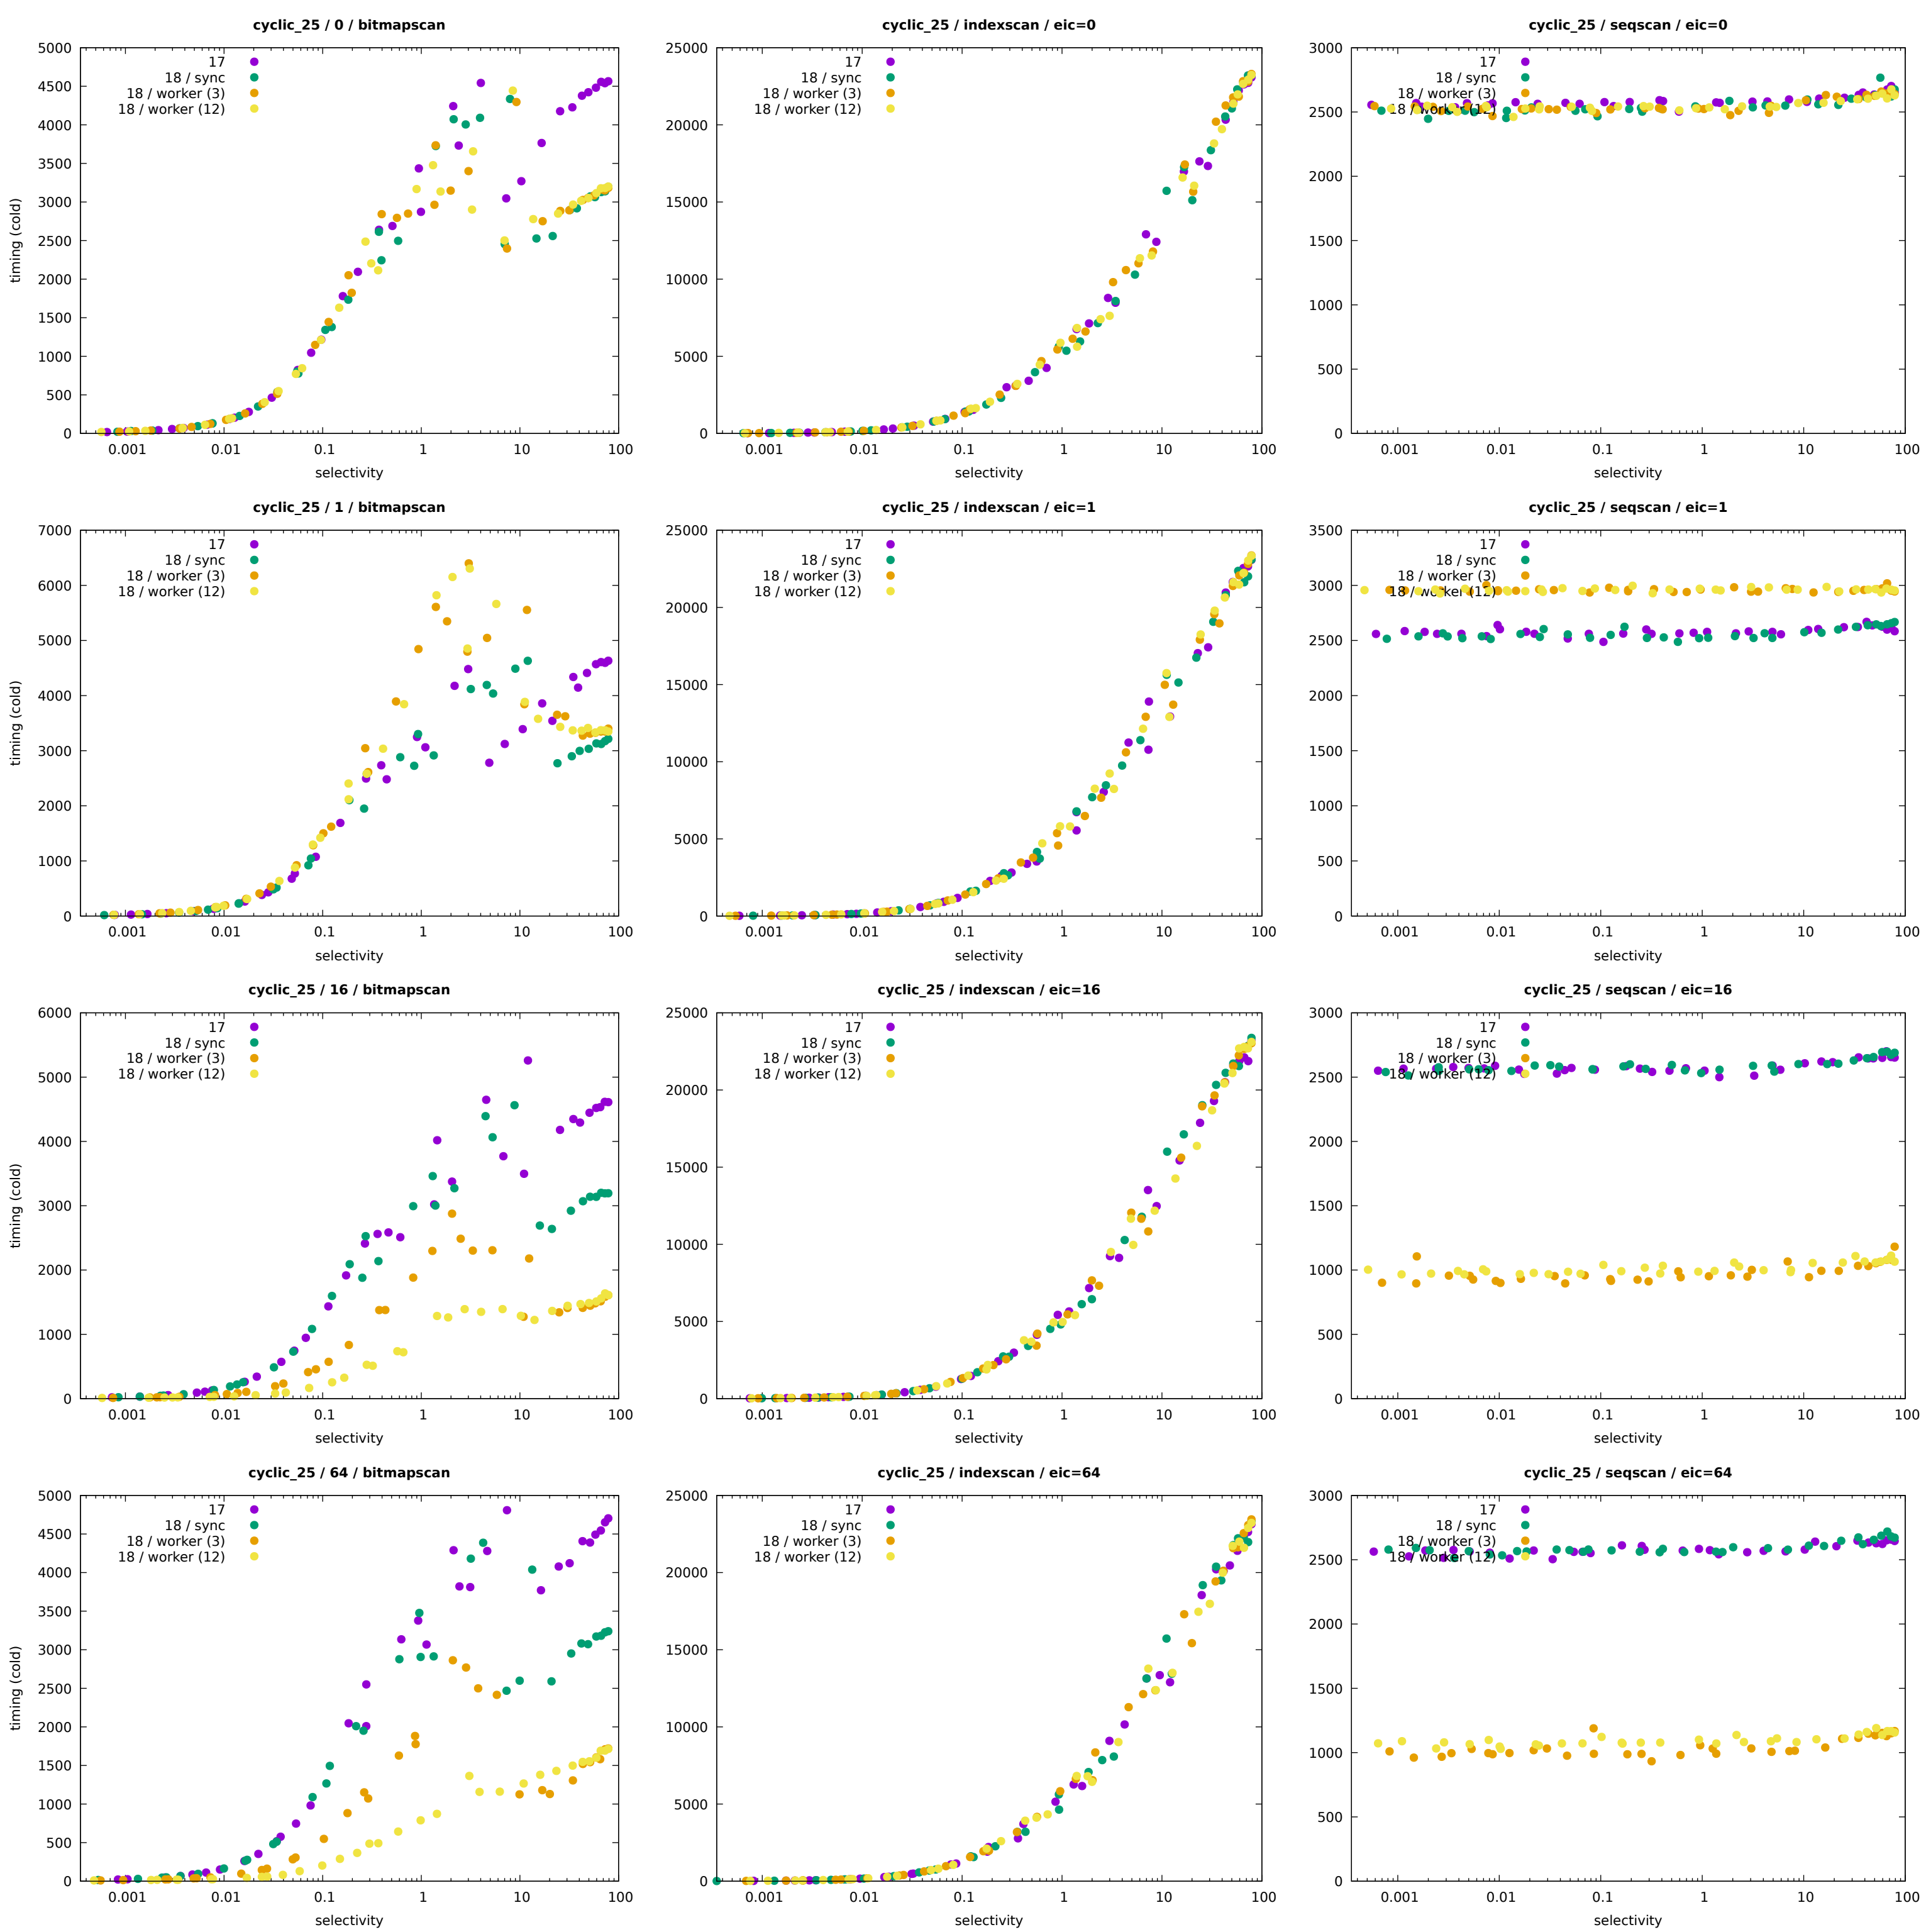 cyclic_25 / 0 / bitmapscan
5000
4500
4000
3500
3000
2500
2000
1500
1000
500
0
timing (cold)
17
18 / sync
18 / worker (3)
18 / worker (12)
0.001 0.01 0.1 1 10 100
selectivity
cyclic_25 / indexscan / eic=0
25000
20000
15000
10000
5000
0
17
18 / sync
18 / worker (3)
18 / worker (12)
0.001 0.01 0.1 1 10 100
selectivity
cyclic_25 / seqscan / eic=0
3000
2500
2000
1500
1000
500
0
17
18 / sync
18 / worker (3)
18 / worker (12)
0.001 0.01 0.1 1 10 100
selectivity
cyclic_25 / 1 / bitmapscan
7000
6000
5000
4000
3000
2000
1000
0
timing (cold)
17
18 / sync
18 / worker (3)
18 / worker (12)
0.001 0.01 0.1 1 10 100
selectivity
cyclic_25 / indexscan / eic=1
25000
20000
15000
10000
5000
0
17
18 / sync
18 / worker (3)
18 / worker (12)
0.001 0.01 0.1 1 10 100
selectivity
cyclic_25 / seqscan / eic=1
3500
3000
2500
2000
1500
1000
500
0
17
18 / sync
18 / worker (3)
18 / worker (12)
0.001 0.01 0.1 1 10 100
selectivity
cyclic_25 / 16 / bitmapscan
6000
5000
4000
3000
2000
1000
0
timing (cold)
17
18 / sync
18 / worker (3)
18 / worker (12)
0.001 0.01 0.1 1 10 100
selectivity
cyclic_25 / indexscan / eic=16
25000
20000
15000
10000
5000
0
17
18 / sync
18 / worker (3)
18 / worker (12)
0.001 0.01 0.1 1 10 100
selectivity
cyclic_25 / seqscan / eic=16
3000
2500
2000
1500
1000
500
0
17
18 / sync
18 / worker (3)
18 / worker (12)
0.001 0.01 0.1 1 10 100
selectivity
cyclic_25 / 64 / bitmapscan
5000
4500
4000
3500
3000
2500
2000
1500
1000
500
0
timing (cold)
17
18 / sync
18 / worker (3)
18 / worker (12)
0.001 0.01 0.1 1 10 100
selectivity
cyclic_25 / indexscan / eic=64
25000
20000
15000
10000
5000
0
17
18 / sync
18 / worker (3)
18 / worker (12)
0.001 0.01 0.1 1 10 100
selectivity
cyclic_25 / seqscan / eic=64
3000
2500
2000
1500
1000
500
0
17
18 / sync
18 / worker (3)
18 / worker (12)
0.001 0.01 0.1 1 10 100
selectivity